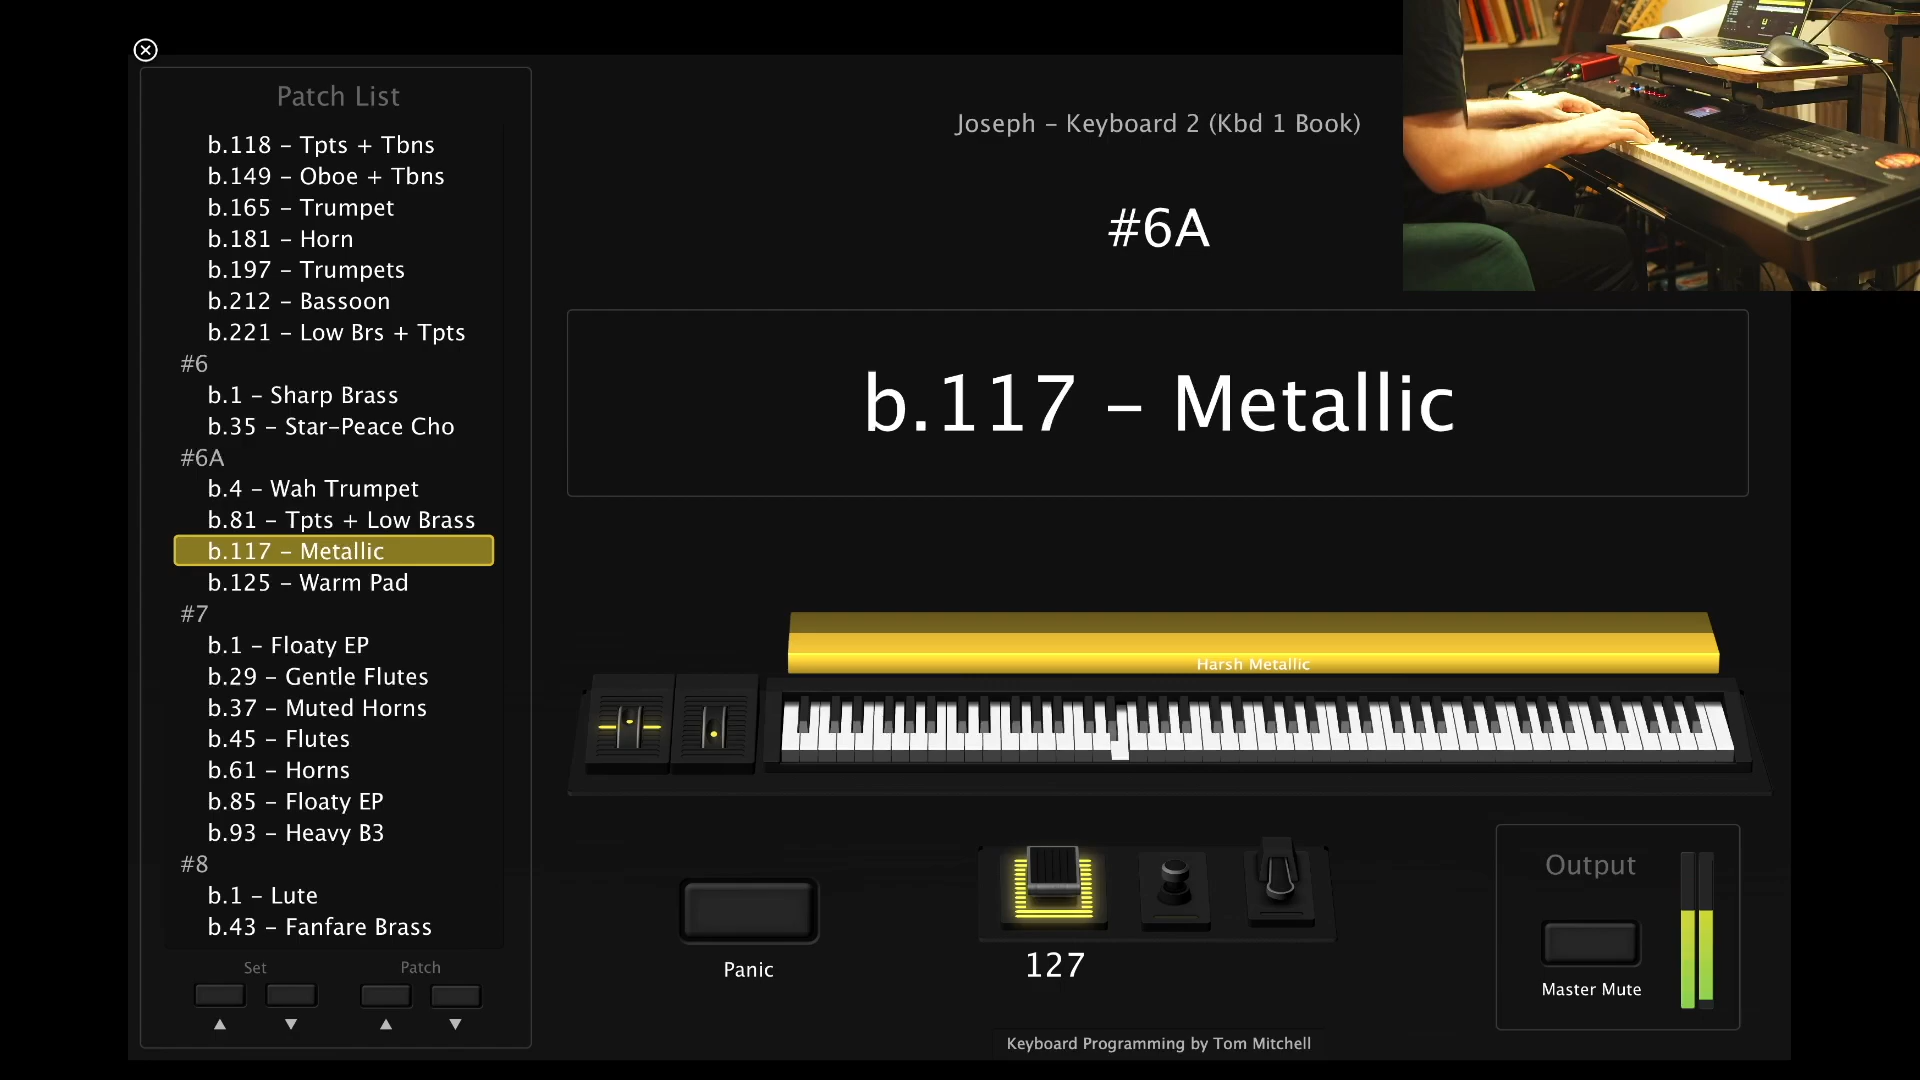 Patch List
b.118 – Tpts + Tbns
b.149 – Oboe + Tbns
b.165 – Trumpet
b.181 – Horn
b.197 – Trumpets
b.212 – Bassoon
b.221 – Low Brs + Tpts
#6
b.1 – Sharp Brass
b.35 – Star–Peace Cho
#6A
b.4 – Wah Trumpet
b.81 – Tpts + Low Brass
b.117 – Metallic
b.125 – Warm Pad
#7
b.1 – Floaty EP
b.29 – Gentle Flutes
b.37 – Muted Horns
b.45 – Flutes
b.61 – Horns
b.85 – Floaty EP
b.93 – Heavy B3
#8
b.1 – Lute
b.43 – Fanfare Brass
Set
Patch
Joseph – Keyboard 2 (Kbd 1 Book)
#6A
b.117 – Metallic
Harsh Metallic
Panic
127
Output
Master Mute
Keyboard Programming by Tom Mitchell